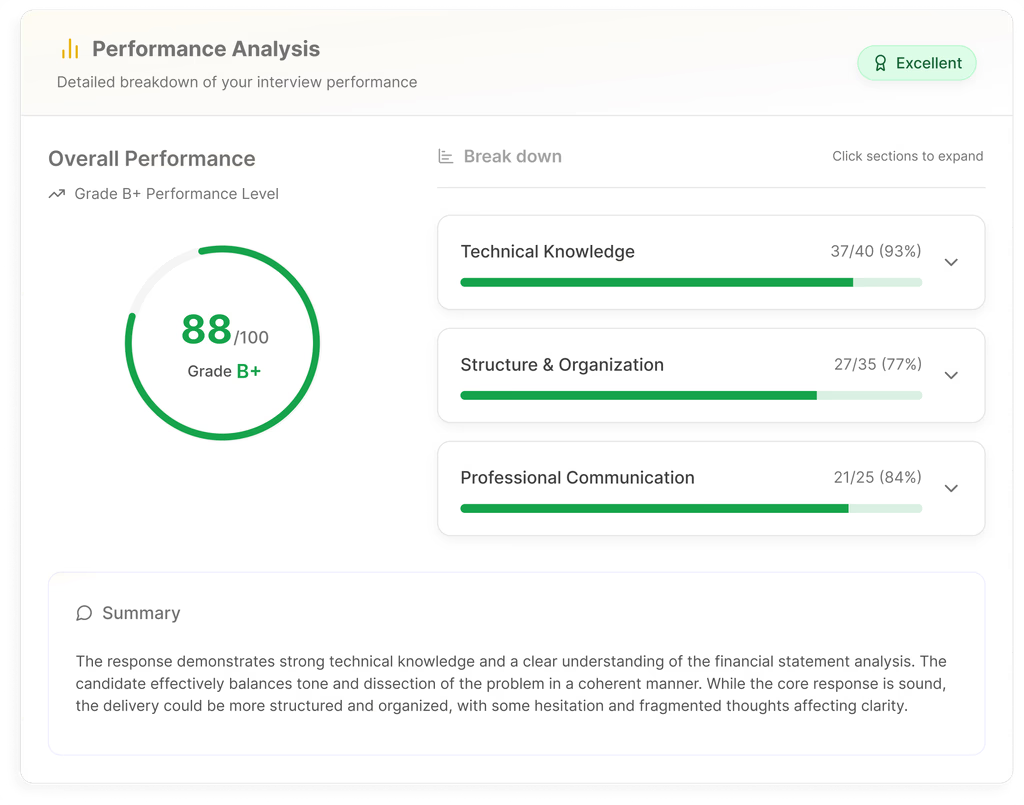 Performance Analysis
Detailed breakdown of your interview performance
Excellent
Overall Performance
Grade B+ Performance Level
88/100
Grade B+
Break down
Click sections to expand
Technical Knowledge
37/40 (93%)
Structure & Organization
27/35 (77%)
Professional Communication
21/25 (84%)
Summary
The response demonstrates strong technical knowledge and a clear understanding of the financial statement analysis. The
candidate effectively balances tone and dissection of the problem in a coherent manner. While the core response is sound,
the delivery could be more structured and organized, with some hesitation and fragmented thoughts affecting clarity.